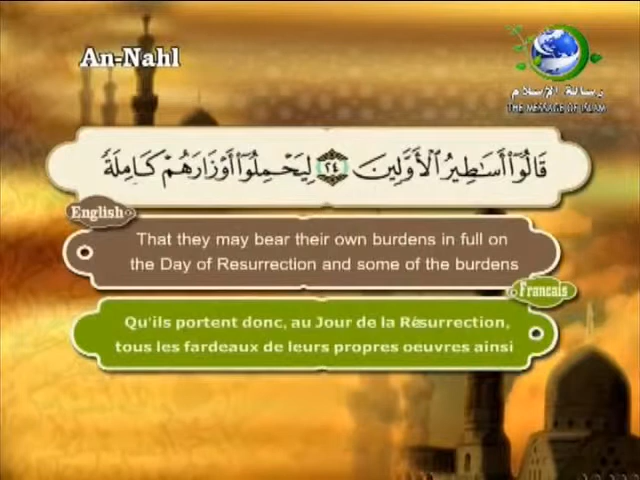 An-Nahl
رسالة الإسلام
THE MESSAGE OF ISLAM
قَالُوٓا۟ أَسَـٰطِيرُ ٱلْأَوَّلِينَ ٢٤ لِيَحْمِلُوٓا۟ أَوْزَارَهُمْ كَامِلَةً
English
That they may bear their own burdens in full on
the Day of Resurrection and some of the burdens
Francais
Qu'ils portent donc, au Jour de la Résurrection,
tous les fardeaux de leurs propres oeuvres ainsi